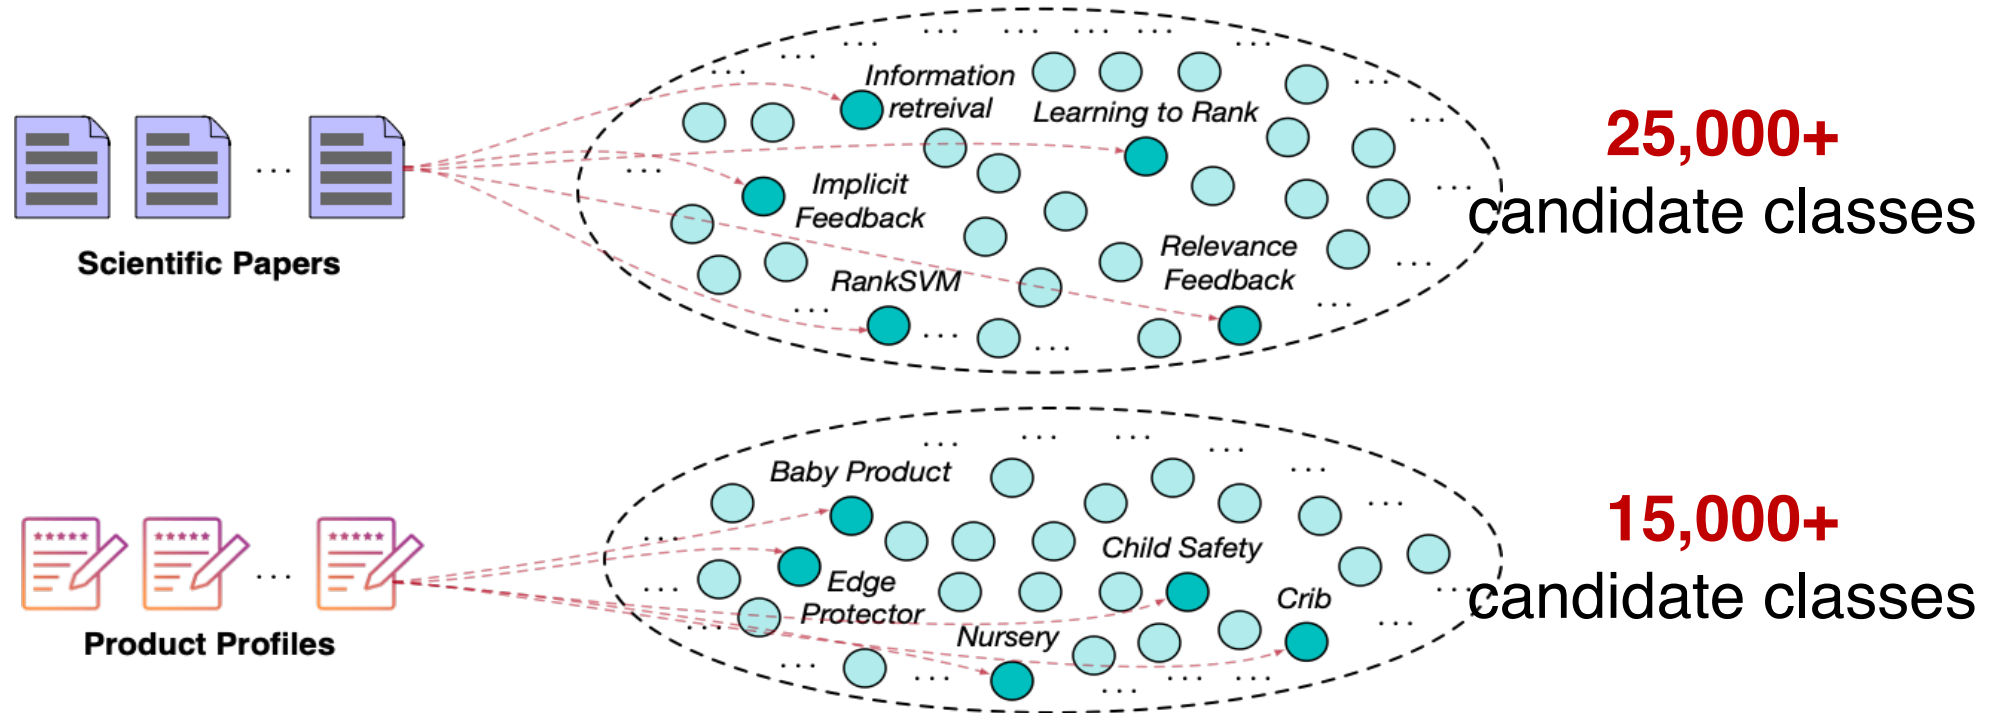 Information
retreival
Learning to Rank
Implicit
Feedback
Relevance
Feedback
RankSVM
Scientific Papers
25,000+
candidate classes
Baby Product
Edge
Protector
Child Safety
Crib
Nursery
Product Profiles
15,000+
candidate classes